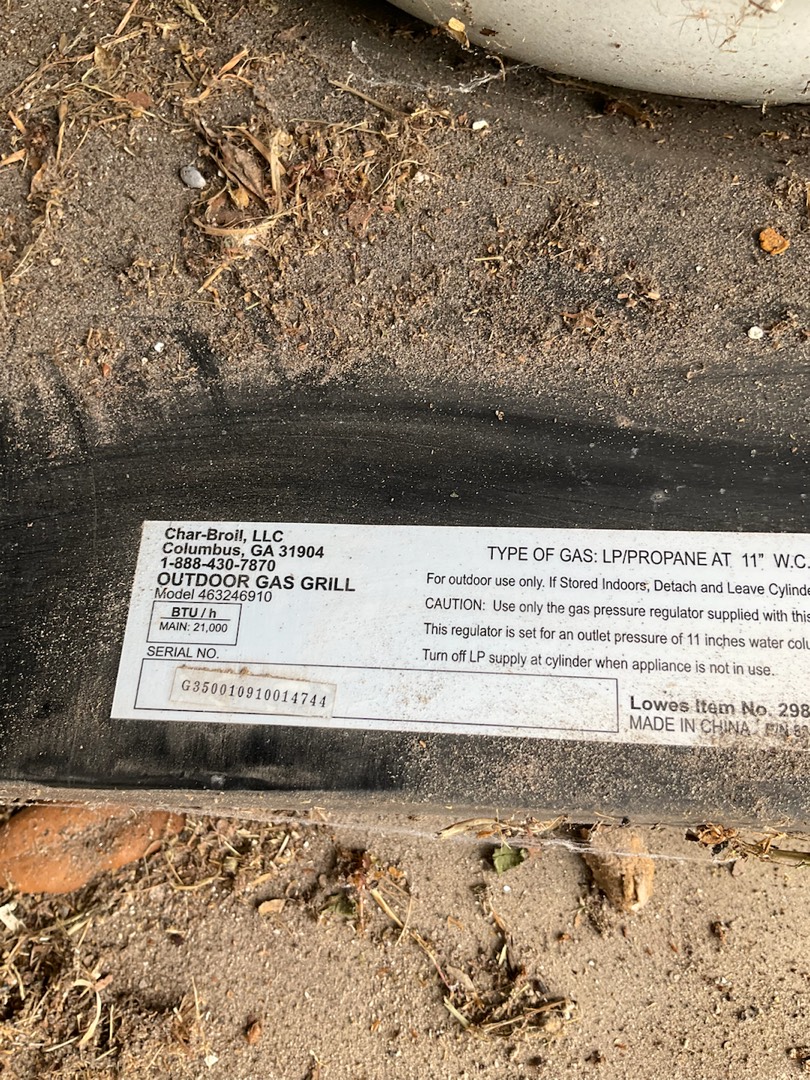 Char-Broil, LLC
Columbus, GA 31904
1-888-430-7870
OUTDOOR GAS GRILL
Model 463246910
BTU / h
MAIN: 21,000
SERIAL NO.
G350010910014744
TYPE OF GAS: LP/PROPANE AT 11" W.C.
For outdoor use only. If Stored Indoors, Detach and Leave Cylinde
CAUTION: Use only the gas pressure regulator supplied with this
This regulator is set for an outlet pressure of 11 inches water colu
Turn off LP supply at cylinder when appliance is not in use.
Lowes Item No. 298
MADE IN CHINA P/N